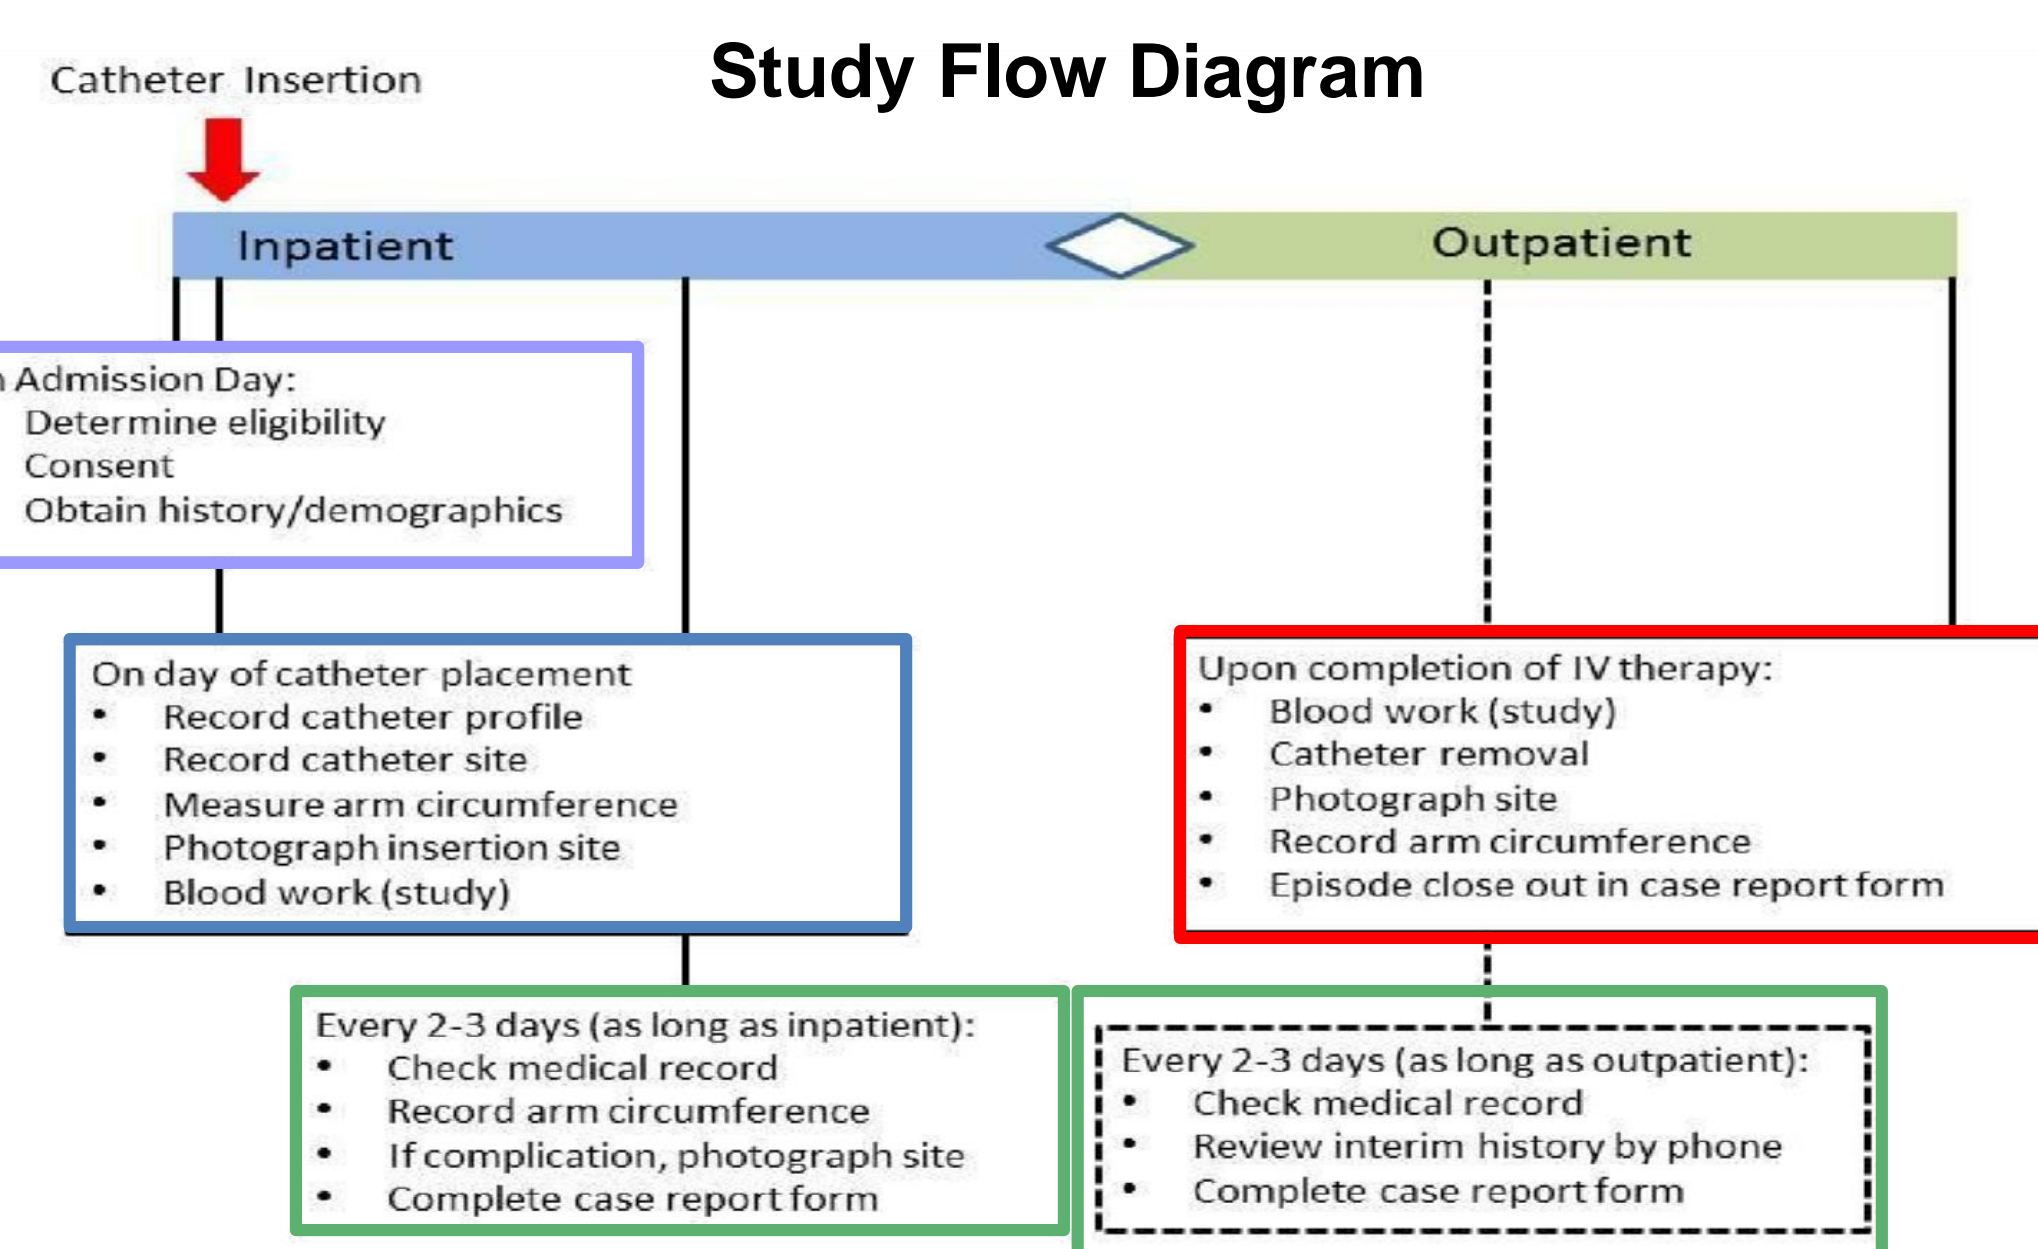 Study Flow Diagram
Catheter Insertion
Inpatient
Outpatient
Admission Day:
Determine eligibility
Consent
Obtain history/demographics
On day of catheter placement
• Record catheter profile
• Record catheter site
• Measure arm circumference
• Photograph insertion site
• Blood work (study)
Upon completion of IV therapy:
• Blood work (study)
• Catheter removal
• Photograph site
• Record arm circumference
• Episode close out in case report form
Every 2-3 days (as long as inpatient):
• Check medical record
• Record arm circumference
• If complication, photograph site
• Complete case report form
Every 2-3 days (as long as outpatient):
• Check medical record
• Review interim history by phone
• Complete case report form